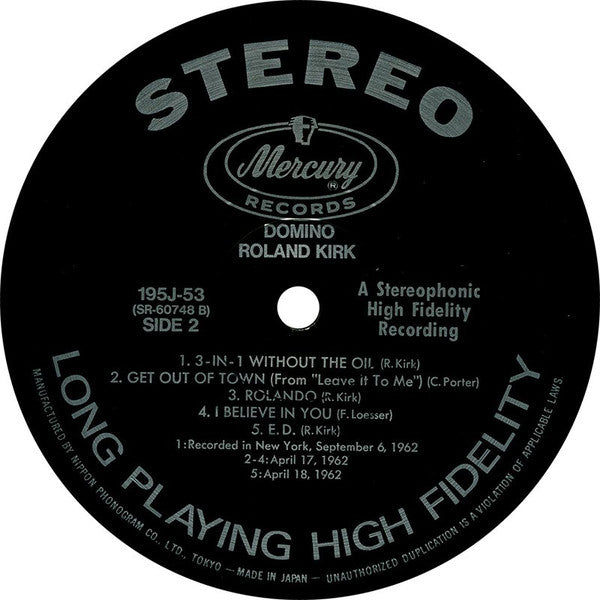 STEREO
Mercury
®
RECORDS
DOMINO
ROLAND KIRK
195J-53
(SR-60748 B)
SIDE 2
A Stereophonic
High Fidelity
Recording
1. 3-IN-1 WITHOUT THE OIL (R.Kirk)
2. GET OUT OF TOWN (From "Leave it To Me") (C.Porter)
3. ROLANDO (R.Kirk)
4. I BELIEVE IN YOU (F.Loesser)
5. E.D. (R.Kirk)
1:Recorded in New York, September 6, 1962
2-4:April 17, 1962
5:April 18, 1962
LONG PLAYING HIGH FIDELITY
MANUFACTURED BY NIPPON PHONOGRAM CO., LTD., TOKYO — MADE IN JAPAN — UNAUTHORIZED DUPLICATION IS A VIOLATION OF APPLICABLE LAWS.